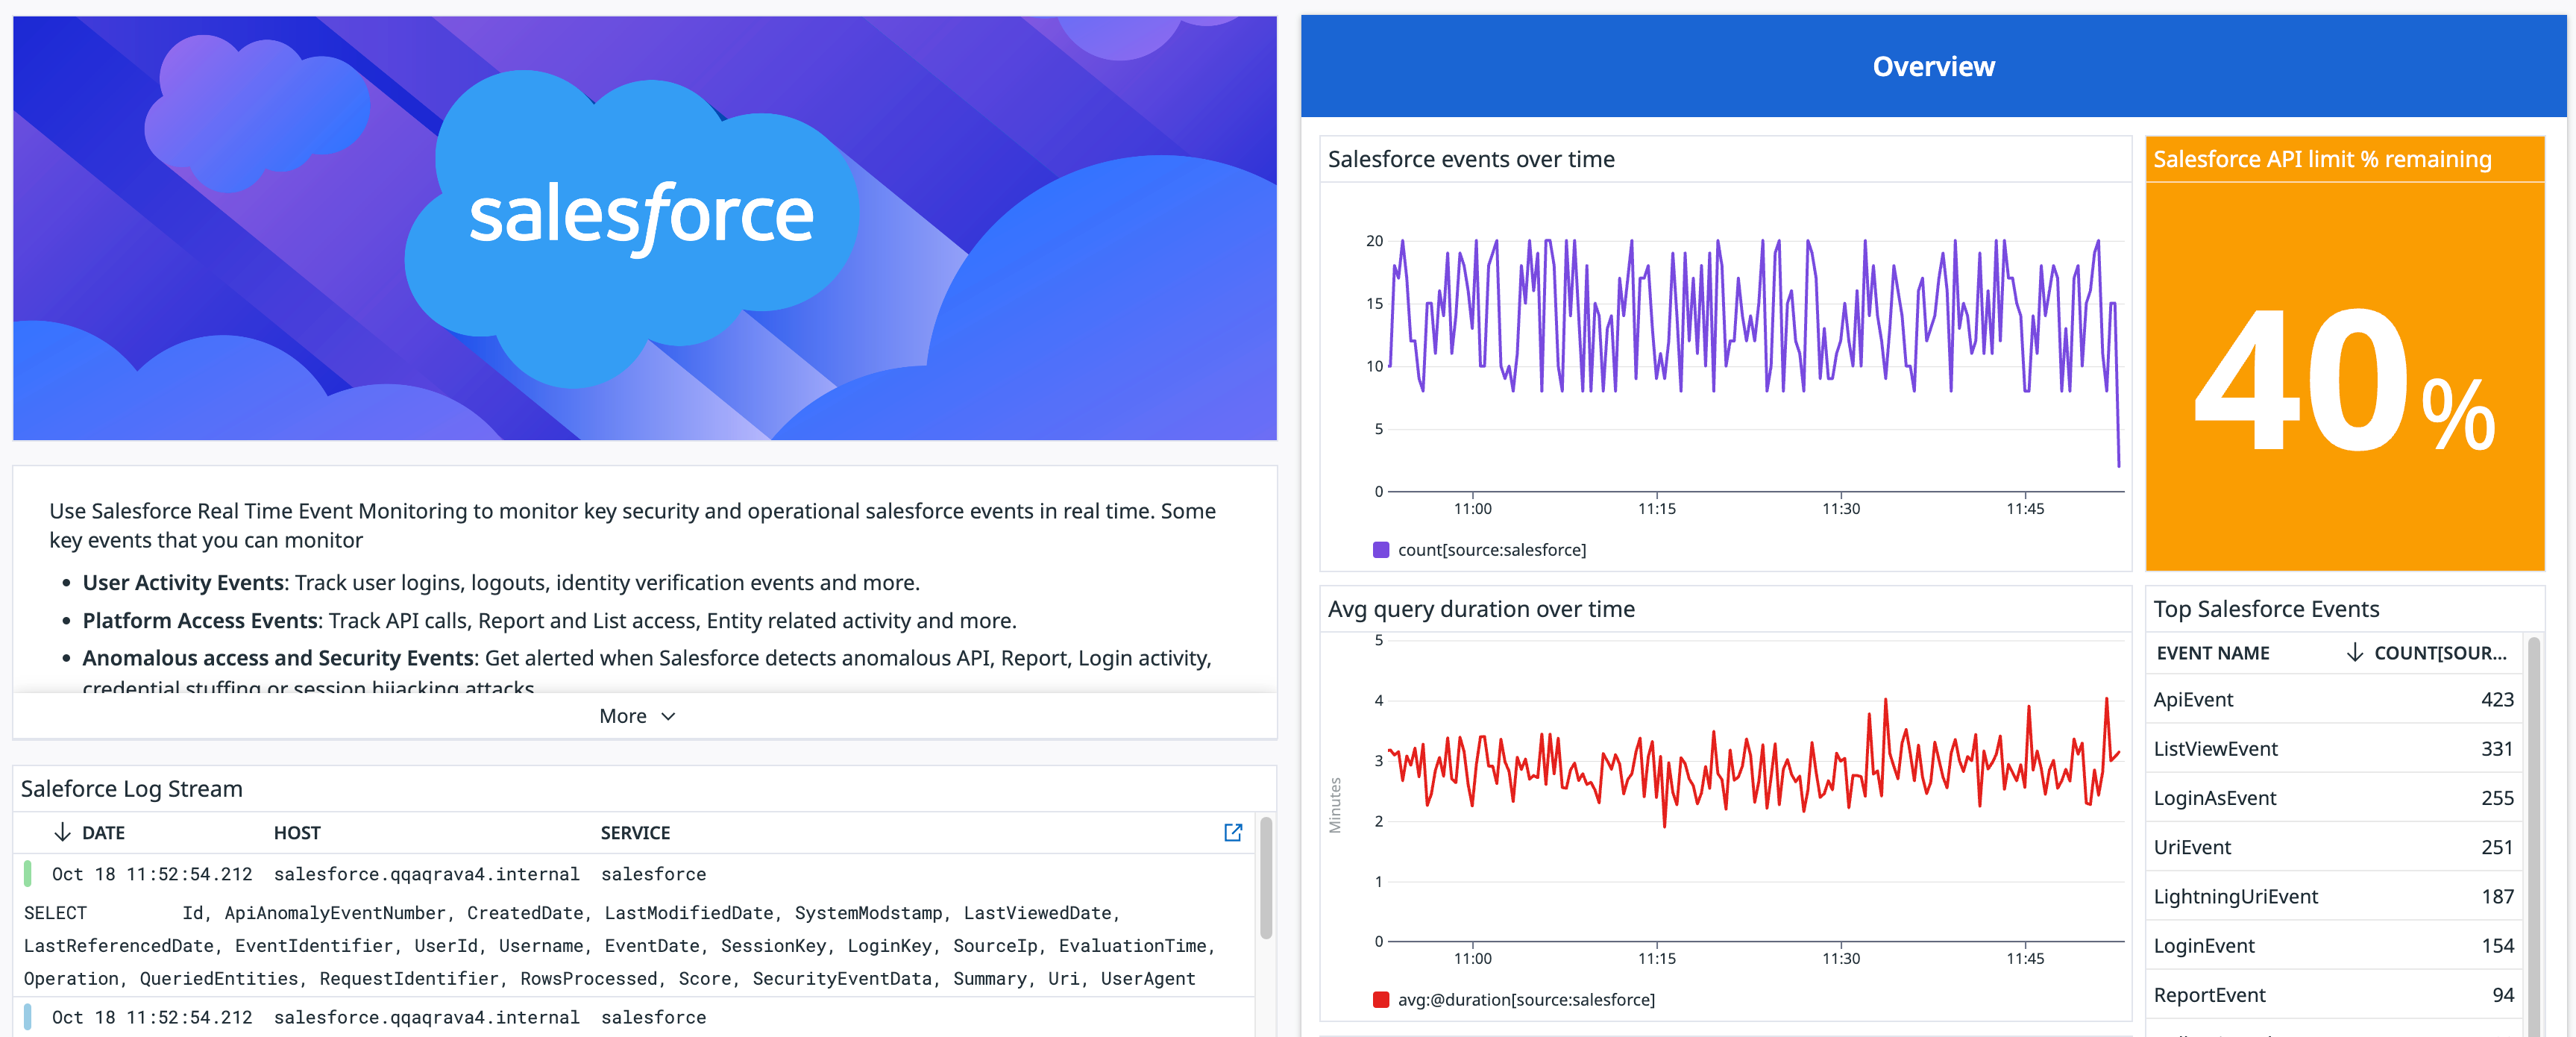 salesforce
Use Salesforce Real Time Event Monitoring to monitor key security and operational salesforce events in real time. Some
key events that you can monitor
• User Activity Events: Track user logins, logouts, identity verification events and more.
• Platform Access Events: Track API calls, Report and List access, Entity related activity and more.
• Anomalous access and Security Events: Get alerted when Salesforce detects anomalous API, Report, Login activity,
credential stuffing or session hijacking attacks
More
Saleforce Log Stream
DATE HOST SERVICE
Oct 18 11:52:54.212 salesforce.qqaqrava4.internal salesforce
SELECT Id, ApiAnomalyEventNumber, CreatedDate, LastModifiedDate, SystemModstamp, LastViewedDate,
LastReferencedDate, EventIdentifier, UserId, Username, EventDate, SessionKey, LoginKey, SourceIp, EvaluationTime,
Operation, QueriedEntities, RequestIdentifier, RowsProcessed, Score, SecurityEventData, Summary, Uri, UserAgent
Oct 18 11:52:54.212 salesforce.qqaqrava4.internal salesforce
Overview
Salesforce events over time
20
15
10
5
0
11:00 11:15 11:30 11:45
count[source:salesforce]
Salesforce API limit % remaining
40%
Avg query duration over time
5
4
3
2
1
0
Minutes
11:00 11:15 11:30 11:45
avg:@duration[source:salesforce]
Top Salesforce Events
EVENT NAME COUNT[SOUR...
ApiEvent 423
ListViewEvent 331
LoginAsEvent 255
UriEvent 251
LightningUriEvent 187
LoginEvent 154
ReportEvent 94